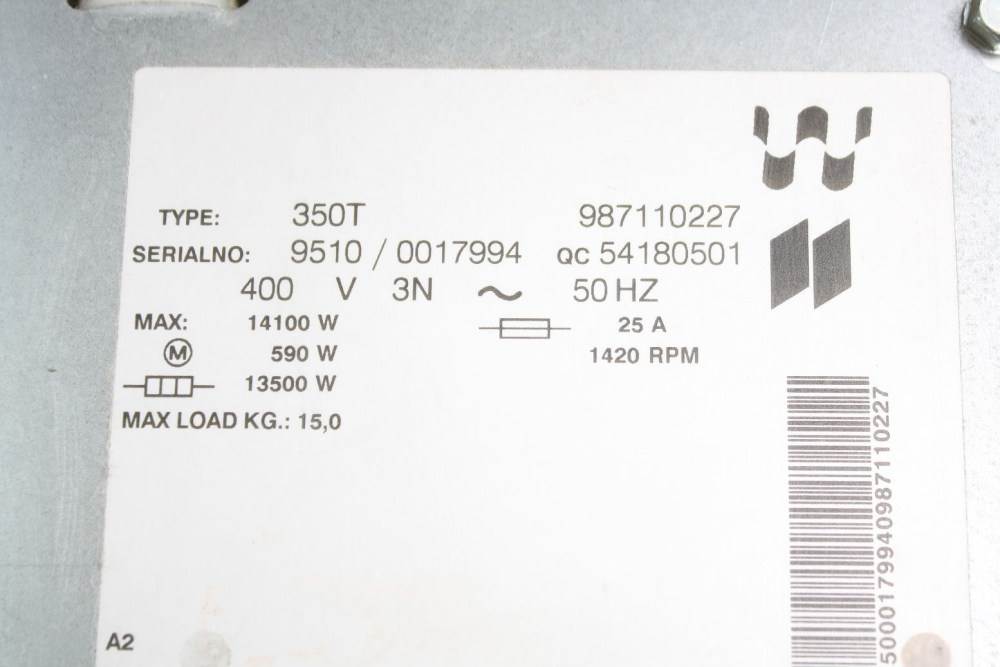 TYPE: 350T 987110227
SERIALNO: 9510 / 0017994 QC 54180501
400 V 3N ~ 50 HZ
MAX: 14100 W 25 A
M 590 W 1420 RPM
13500 W
MAX LOAD KG.: 15,0
5000179940987110227
A2